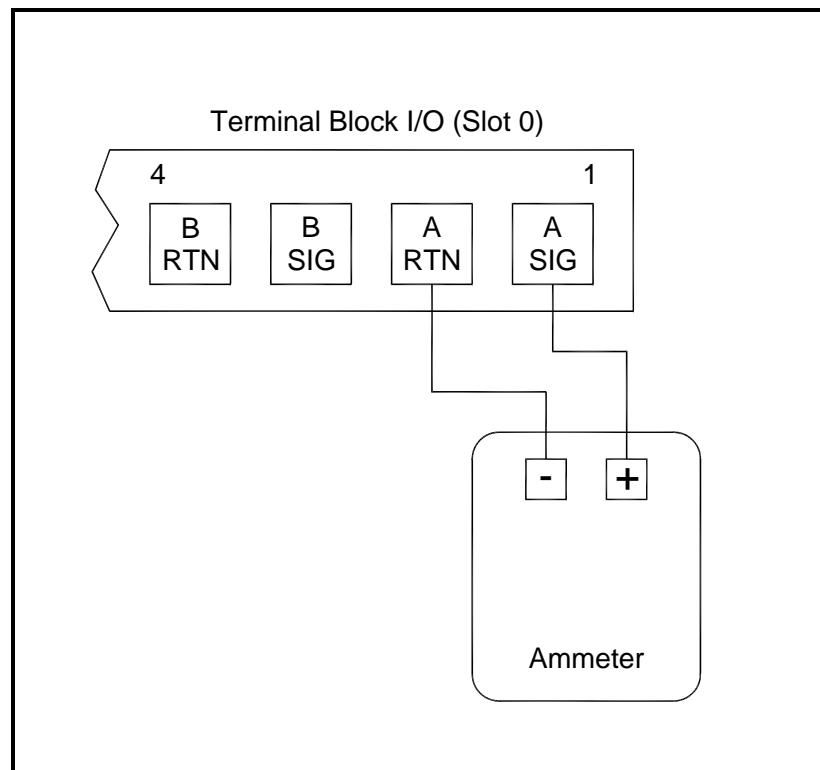 Terminal Block I/O (Slot 0)
4 1
B RTN
B SIG
A RTN
A SIG
- +
Ammeter